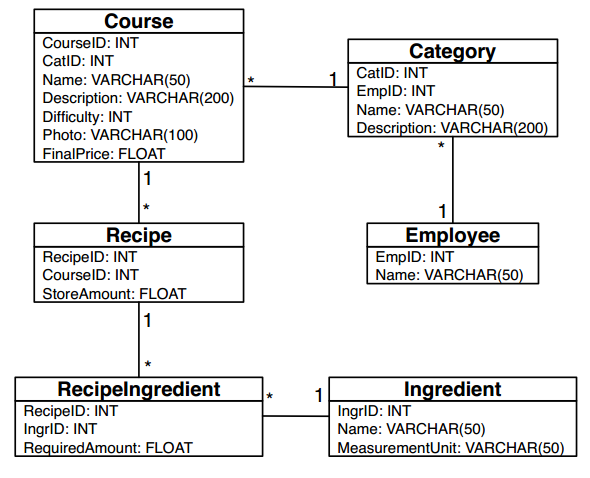 Course
CourseID: INT
CatID: INT
Name: VARCHAR(50)
Description: VARCHAR(200)
Difficulty: INT
Photo: VARCHAR(100)
FinalPrice: FLOAT
* 1
Category
CatID: INT
EmpID: INT
Name: VARCHAR(50)
Description: VARCHAR(200)
*
1
1
*
Recipe
RecipeID: INT
CourseID: INT
StoreAmount: FLOAT
Employee
EmpID: INT
Name: VARCHAR(50)
1
*
RecipeIngredient
RecipeID: INT
IngrID: INT
RequiredAmount: FLOAT
* 1
Ingredient
IngrID: INT
Name: VARCHAR(50)
MeasurementUnit: VARCHAR(50)